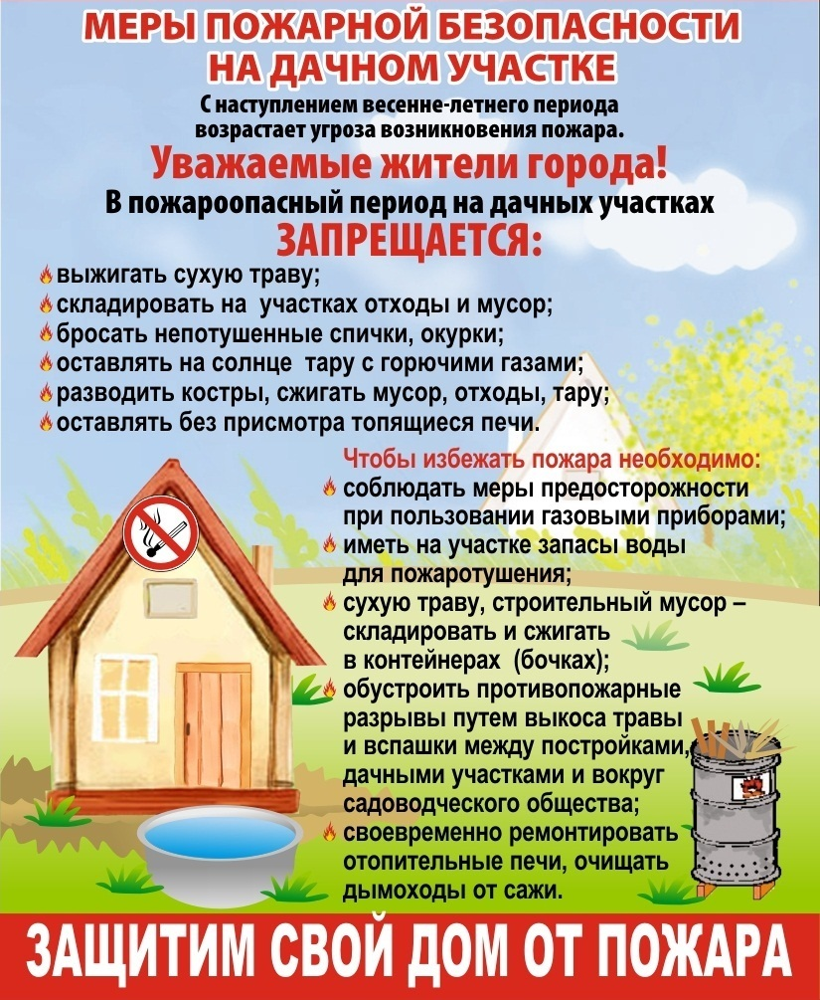 МЕРЫ ПОЖАРНОЙ БЕЗОПАСНОСТИ
НА ДАЧНОМ УЧАСТКЕ
С наступлением весенне-летнего периода
возрастает угроза возникновения пожара.
Уважаемые жители города!
В пожароопасный период на дачных участках
ЗАПРЕЩАЕТСЯ:
выжигать сухую траву;
складировать на участках отходы и мусор;
бросать непотушенные спички, окурки;
оставлять на солнце тару с горючими газами;
разводить костры, сжигать мусор, отходы, тару;
оставлять без присмотра топящиеся печи.
Чтобы избежать пожара необходимо:
соблюдать меры предосторожности
при пользовании газовыми приборами;
иметь на участке запасы воды
для пожаротушения;
сухую траву, строительный мусор –
складировать и сжигать
в контейнерах (бочках);
обустроить противопожарные
разрывы путем выкоса травы
и вспашки между постройками,
дачными участками и вокруг
садоводческого общества;
своевременно ремонтировать
отопительные печи, очищать
дымоходы от сажи.
ЗАЩИТИМ СВОЙ ДОМ ОТ ПОЖАРА